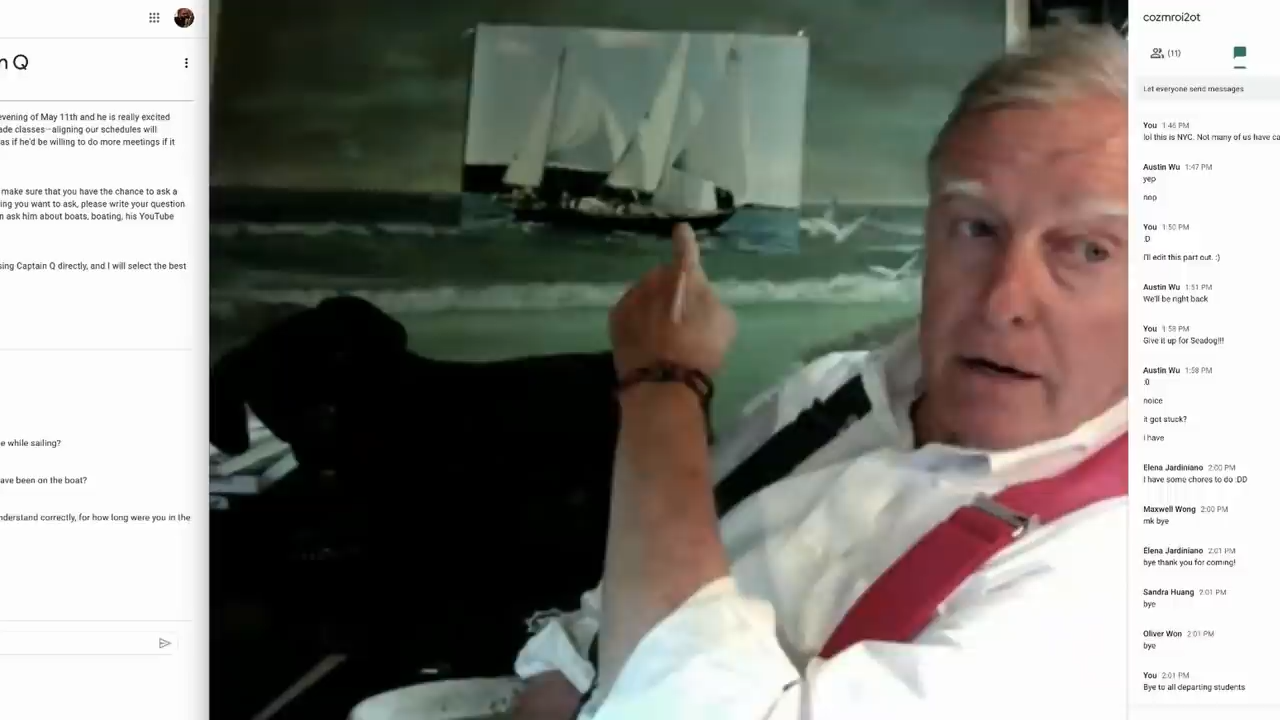 n Q
evening of May 11th and he is really excited
ade classes—aligning our schedules will
as if he'd be willing to do more meetings if it
make sure that you have the chance to ask a
ing you want to ask, please write your question
n ask him about boats, boating, his YouTube
sing Captain Q directly, and I will select the best
e while sailing?
ave been on the boat?
nderstand correctly, for how long were you in the
cozmroi2ot
(11)
Let everyone send messages
You 1:46 PM
lol this is NYC. Not many of us have ca
Austin Wu 1:47 PM
yep
nop
You 1:50 PM
:D
I'll edit this part out. :)
Austin Wu 1:51 PM
We'll be right back
You 1:58 PM
Give it up for Seadog!!!
Austin Wu 1:58 PM
:0
noice
it got stuck?
i have
Elena Jardiniano 2:00 PM
I have some chores to do :DD
Maxwell Wong 2:00 PM
mk bye
Elena Jardiniano 2:01 PM
bye thank you for coming!
Sandra Huang 2:01 PM
bye
Oliver Won 2:01 PM
bye
You 2:01 PM
Bye to all departing students